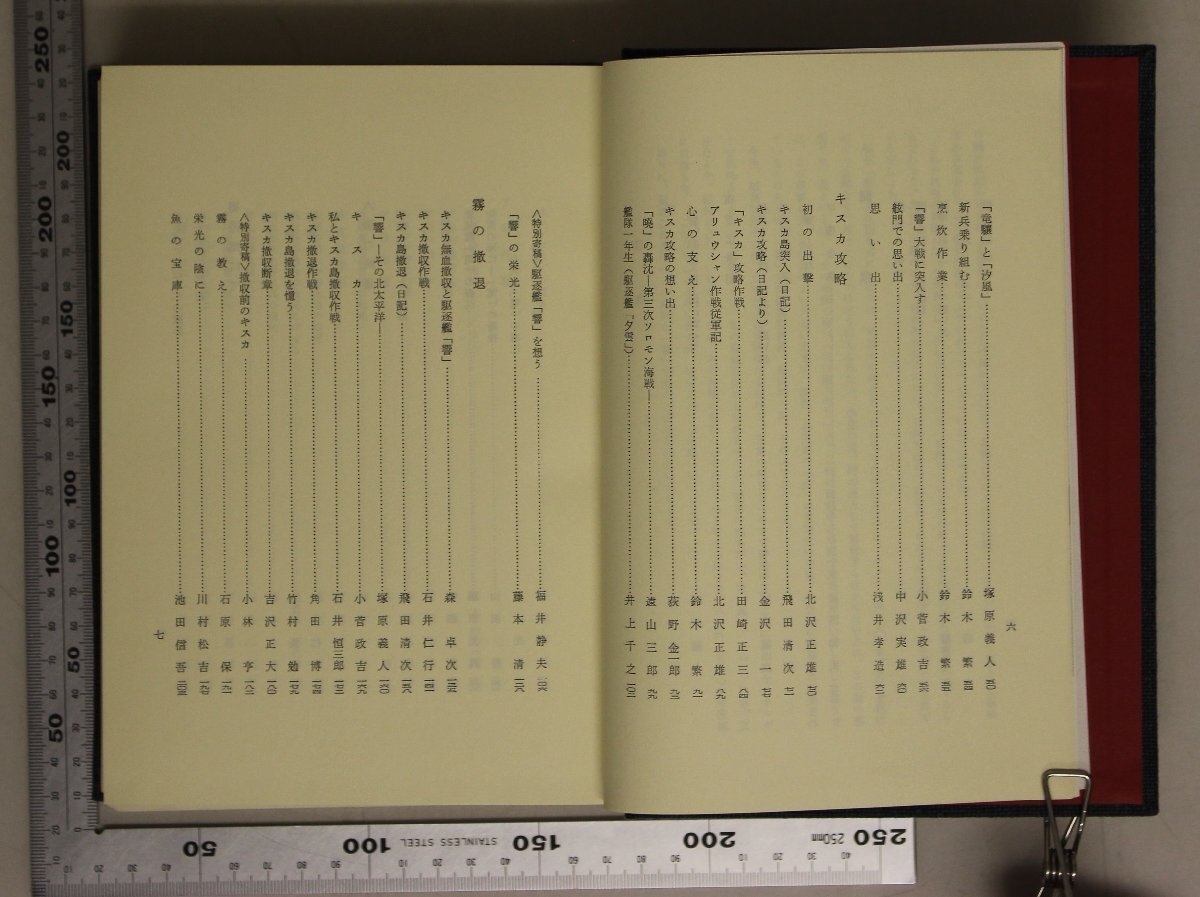 「竜驤」と「汐風」……塚原義人
新兵乗り組む……鈴木繁
烹炊作業……鈴木繁
「響」大戦に突入す……小菅政吉
鮫門での思い出……中沢実雄
思い出……浅井孝造
キスカ攻略
初の出撃……北沢正雄
キスカ島突入(日記)……飛田清次
キスカ攻略(日記より)……金沢一
「キスカ」攻略作戦……田崎正三
アリュウシャン作戦従軍記……北沢正雄
心の支え……鈴木繁
キスカ攻略の想い出……荻野金一郎
「暁」の轟沈―第三次ソロモン海戦―……遠山三郎
艦隊一年生(駆逐艦「夕雲」)……井上千之
六
〈特別寄稿〉駆逐艦「響」を想う……福井静夫
「響」の栄光……藤本清
霧の撤退
キスカ無血撤収と駆逐艦「響」……森卓次
キスカ撤収作戦……石井仁行
キスカ島撤退(日記)……飛田清次
「響」―その北太平洋―……塚原義人
キスカ……小菅政吉
私とキスカ島撤収作戦……石井恒三郎
キスカ撤退作戦……角田博
キスカ島撤退を憶う……竹村勉
キスカ撤収断章……吉沢正大
〈特別寄稿〉撤収前のキスカ……小林亨
霧の教え……石原保
栄光の陰に……川村松吉
魚の宝庫……池田信吾
七
50
100
150
200
250
250mm
STAINLESS STEEL
50
100
150
200
250